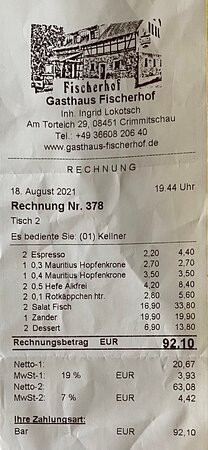 Fischerhof
Gasthaus Fischerhof
Inh. Ingrid Lokotsch
Am Torteich 29, 08451 Crimmitschau
Tel.: +49 36608 206 40
www.gasthaus-fischerhof.de
RECHNUNG
18. August 2021 19:44 Uhr
Rechnung Nr. 378
Tisch 2
Es bediente Sie: (01) Kellner
2 Espresso 2,20 4,40
1 0,3 Mauritius Hopfenkrone 2,70 2,70
1 0,4 Mauritius Hopfenkrone 3,50 3,50
2 0,5 Hefe Alkfrei 4,20 8,40
2 0,1 Rotkäppchn htr. 2,80 5,60
2 Salat Fisch 16,90 33,80
1 Zander 19,90 19,90
2 Dessert 6,90 13,80
Rechnungsbetrag EUR 92,10
Netto-1: 20,67
MwSt-1: 19 % EUR 3,93
Netto-2: 63,08
MwSt-2: 7 % EUR 4,42
Ihre Zahlungsart:
Bar EUR 92,10